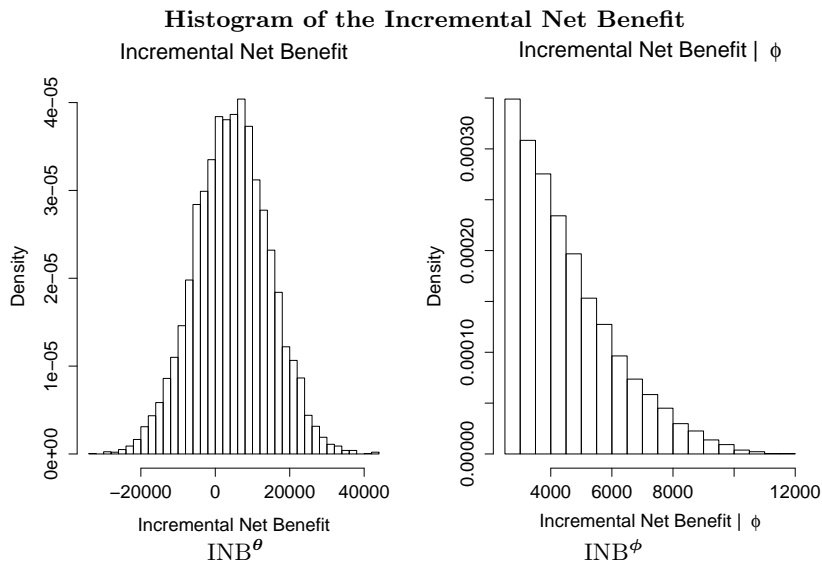 Histogram of the Incremental Net Benefit
Incremental Net Benefit
Density
0e+00 1e−05 2e−05 3e−05 4e−05
−20000 0 20000 40000
Incremental Net Benefit
INB^θ
Incremental Net Benefit | ϕ
Density
0.00000 0.00010 0.00020 0.00030
4000 6000 8000 12000
Incremental Net Benefit | ϕ
INB^ϕ